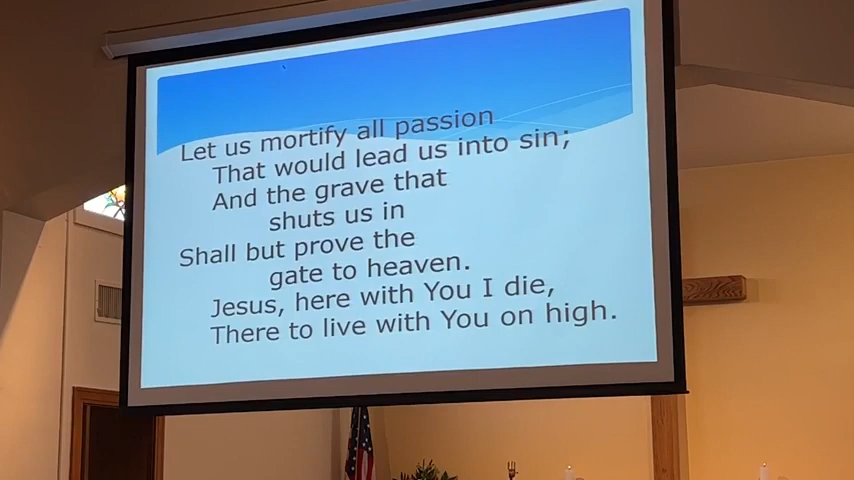 Let us mortify all passion
That would lead us into sin;
And the grave that
shuts us in
Shall but prove the
gate to heaven.
Jesus, here with You I die,
There to live with You on high.